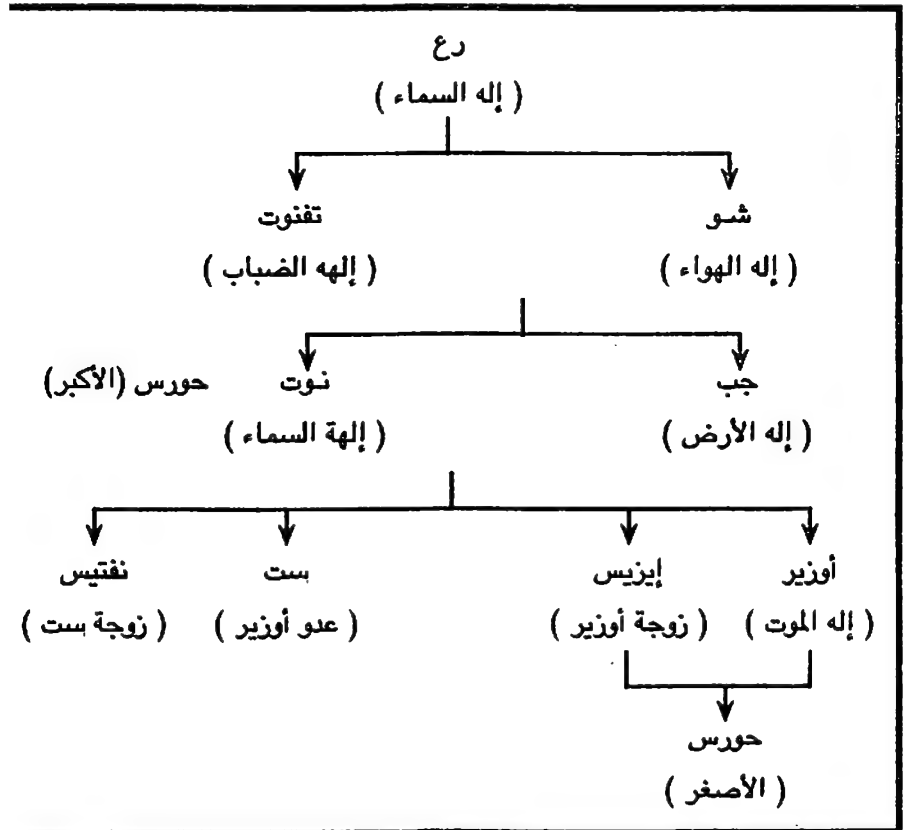 رع
( إله السماء )
شو تفنوت
( إله الهواء ) ( إلهه الضباب )
جب نوت حورس (الأكبر)
( إله الأرض ) ( إلهة السماء )
أوزير إيزيس ست نفتيس
( إله الموت ) ( زوجة أوزير ) ( عدو أوزير ) ( زوجة ست )
حورس
( الأصغر )